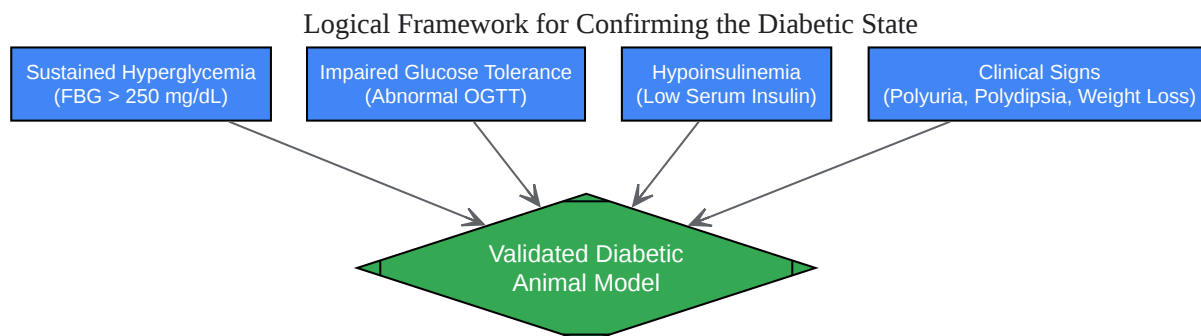 Logical Framework for Confirming the Diabetic State
Sustained Hyperglycemia
(FBG > 250 mg/dL)
Impaired Glucose Tolerance
(Abnormal OGTT)
Hypoinsulinemia
(Low Serum Insulin)
Clinical Signs
(Polyuria, Polydipsia, Weight Loss)
Validated Diabetic
Animal Model